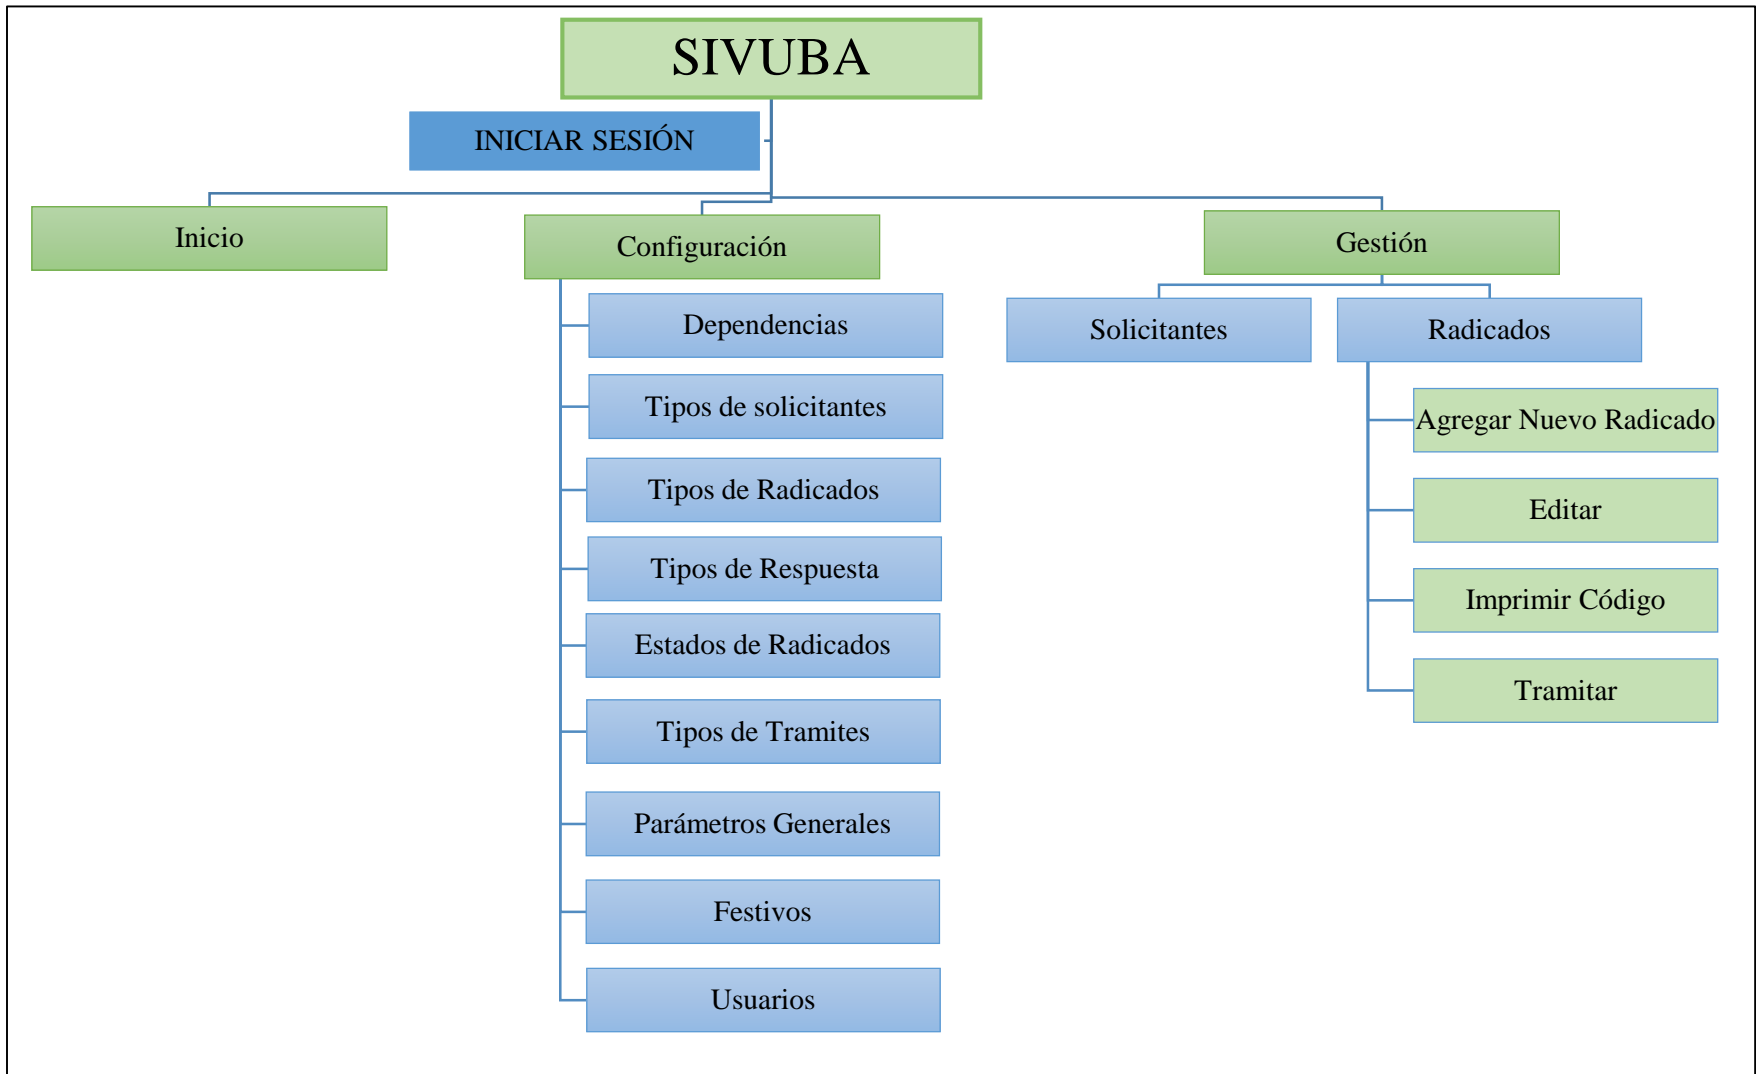 SIVUBA
INICIAR SESIÓN
Inicio
Configuración
Gestión
Dependencias
Tipos de solicitantes
Tipos de Radicados
Tipos de Respuesta
Estados de Radicados
Tipos de Tramites
Parámetros Generales
Festivos
Usuarios
Solicitantes
Radicados
Agregar Nuevo Radicado
Editar
Imprimir Código
Tramitar